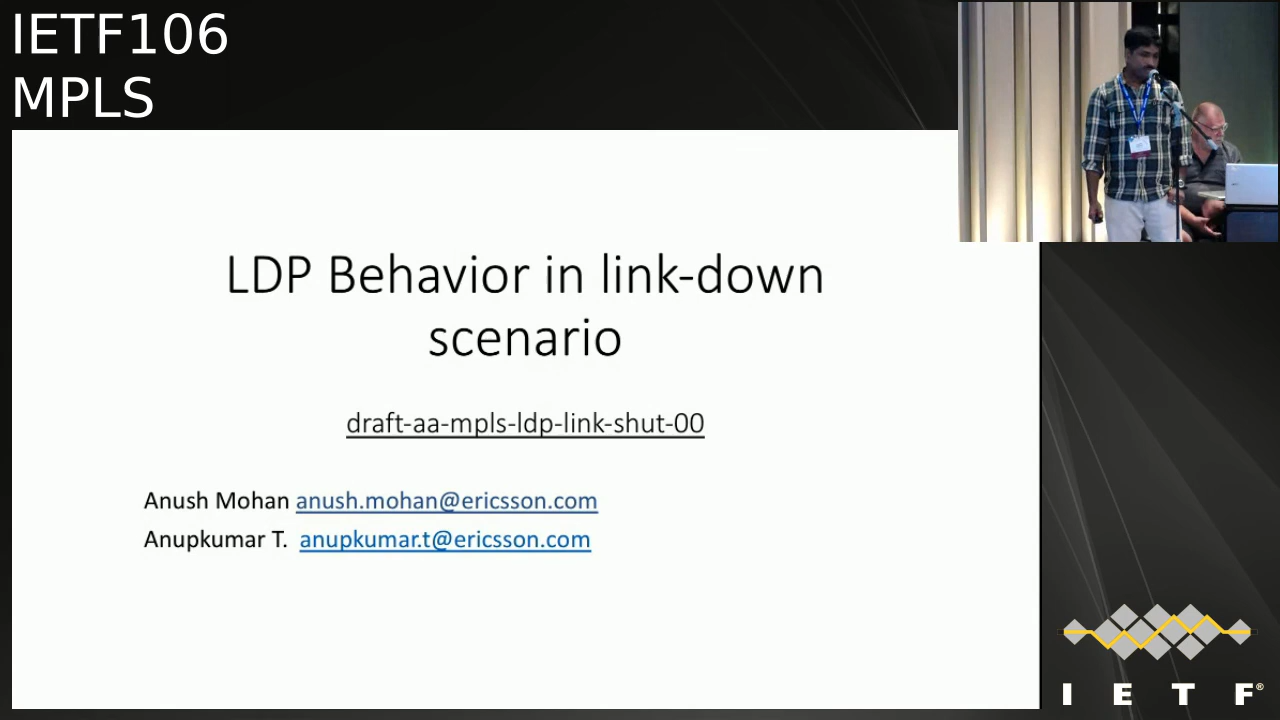 IETF106
MPLS
LDP Behavior in link-down
scenario
draft-aa-mpls-ldp-link-shut-00
Anush Mohan anush.mohan@ericsson.com
Anupkumar T. anupkumar.t@ericsson.com
I E T F®